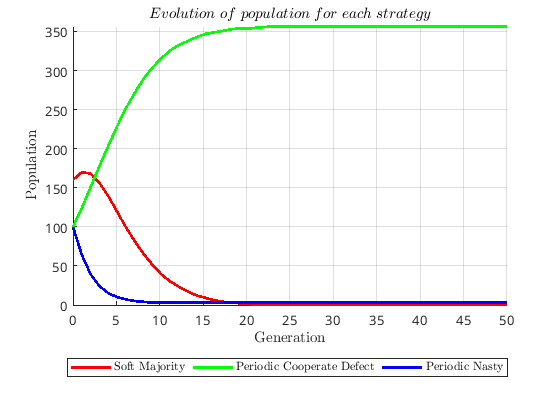 Evolution of population for each strategy
350
300
250
200
150
100
50
0
Population
0 5 10 15 20 25 30 35 40 45 50
Generation
Soft Majority Periodic Cooperate Defect Periodic Nasty